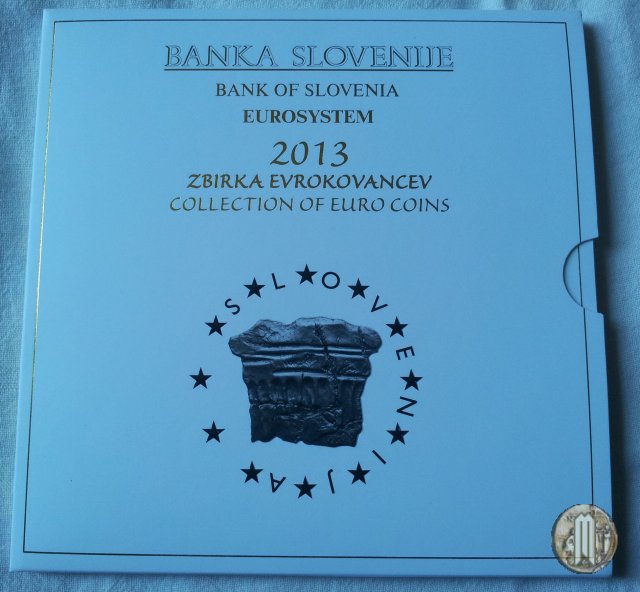 BANKA SLOVENIJE
BANK OF SLOVENIA
EUROSYSTEM
2013
ZBIRKA EVROKOVANCEV
COLLECTION OF EURO COINS
SLOVENIJA
M